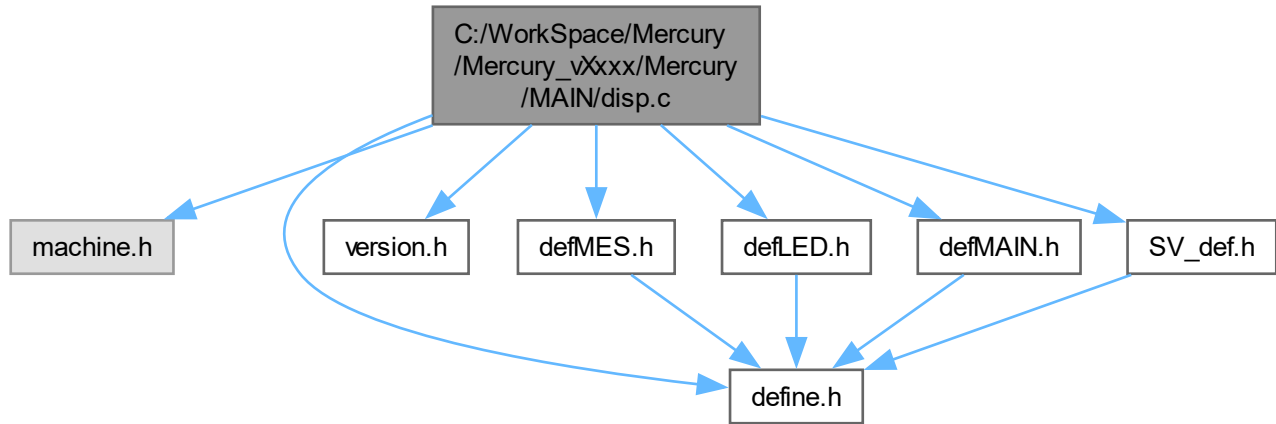 C:/WorkSpace/Mercury
/Mercury_vXxxx/Mercury
/MAIN/disp.c
machine.h
version.h
defMES.h
defLED.h
defMAIN.h
SV_def.h
define.h